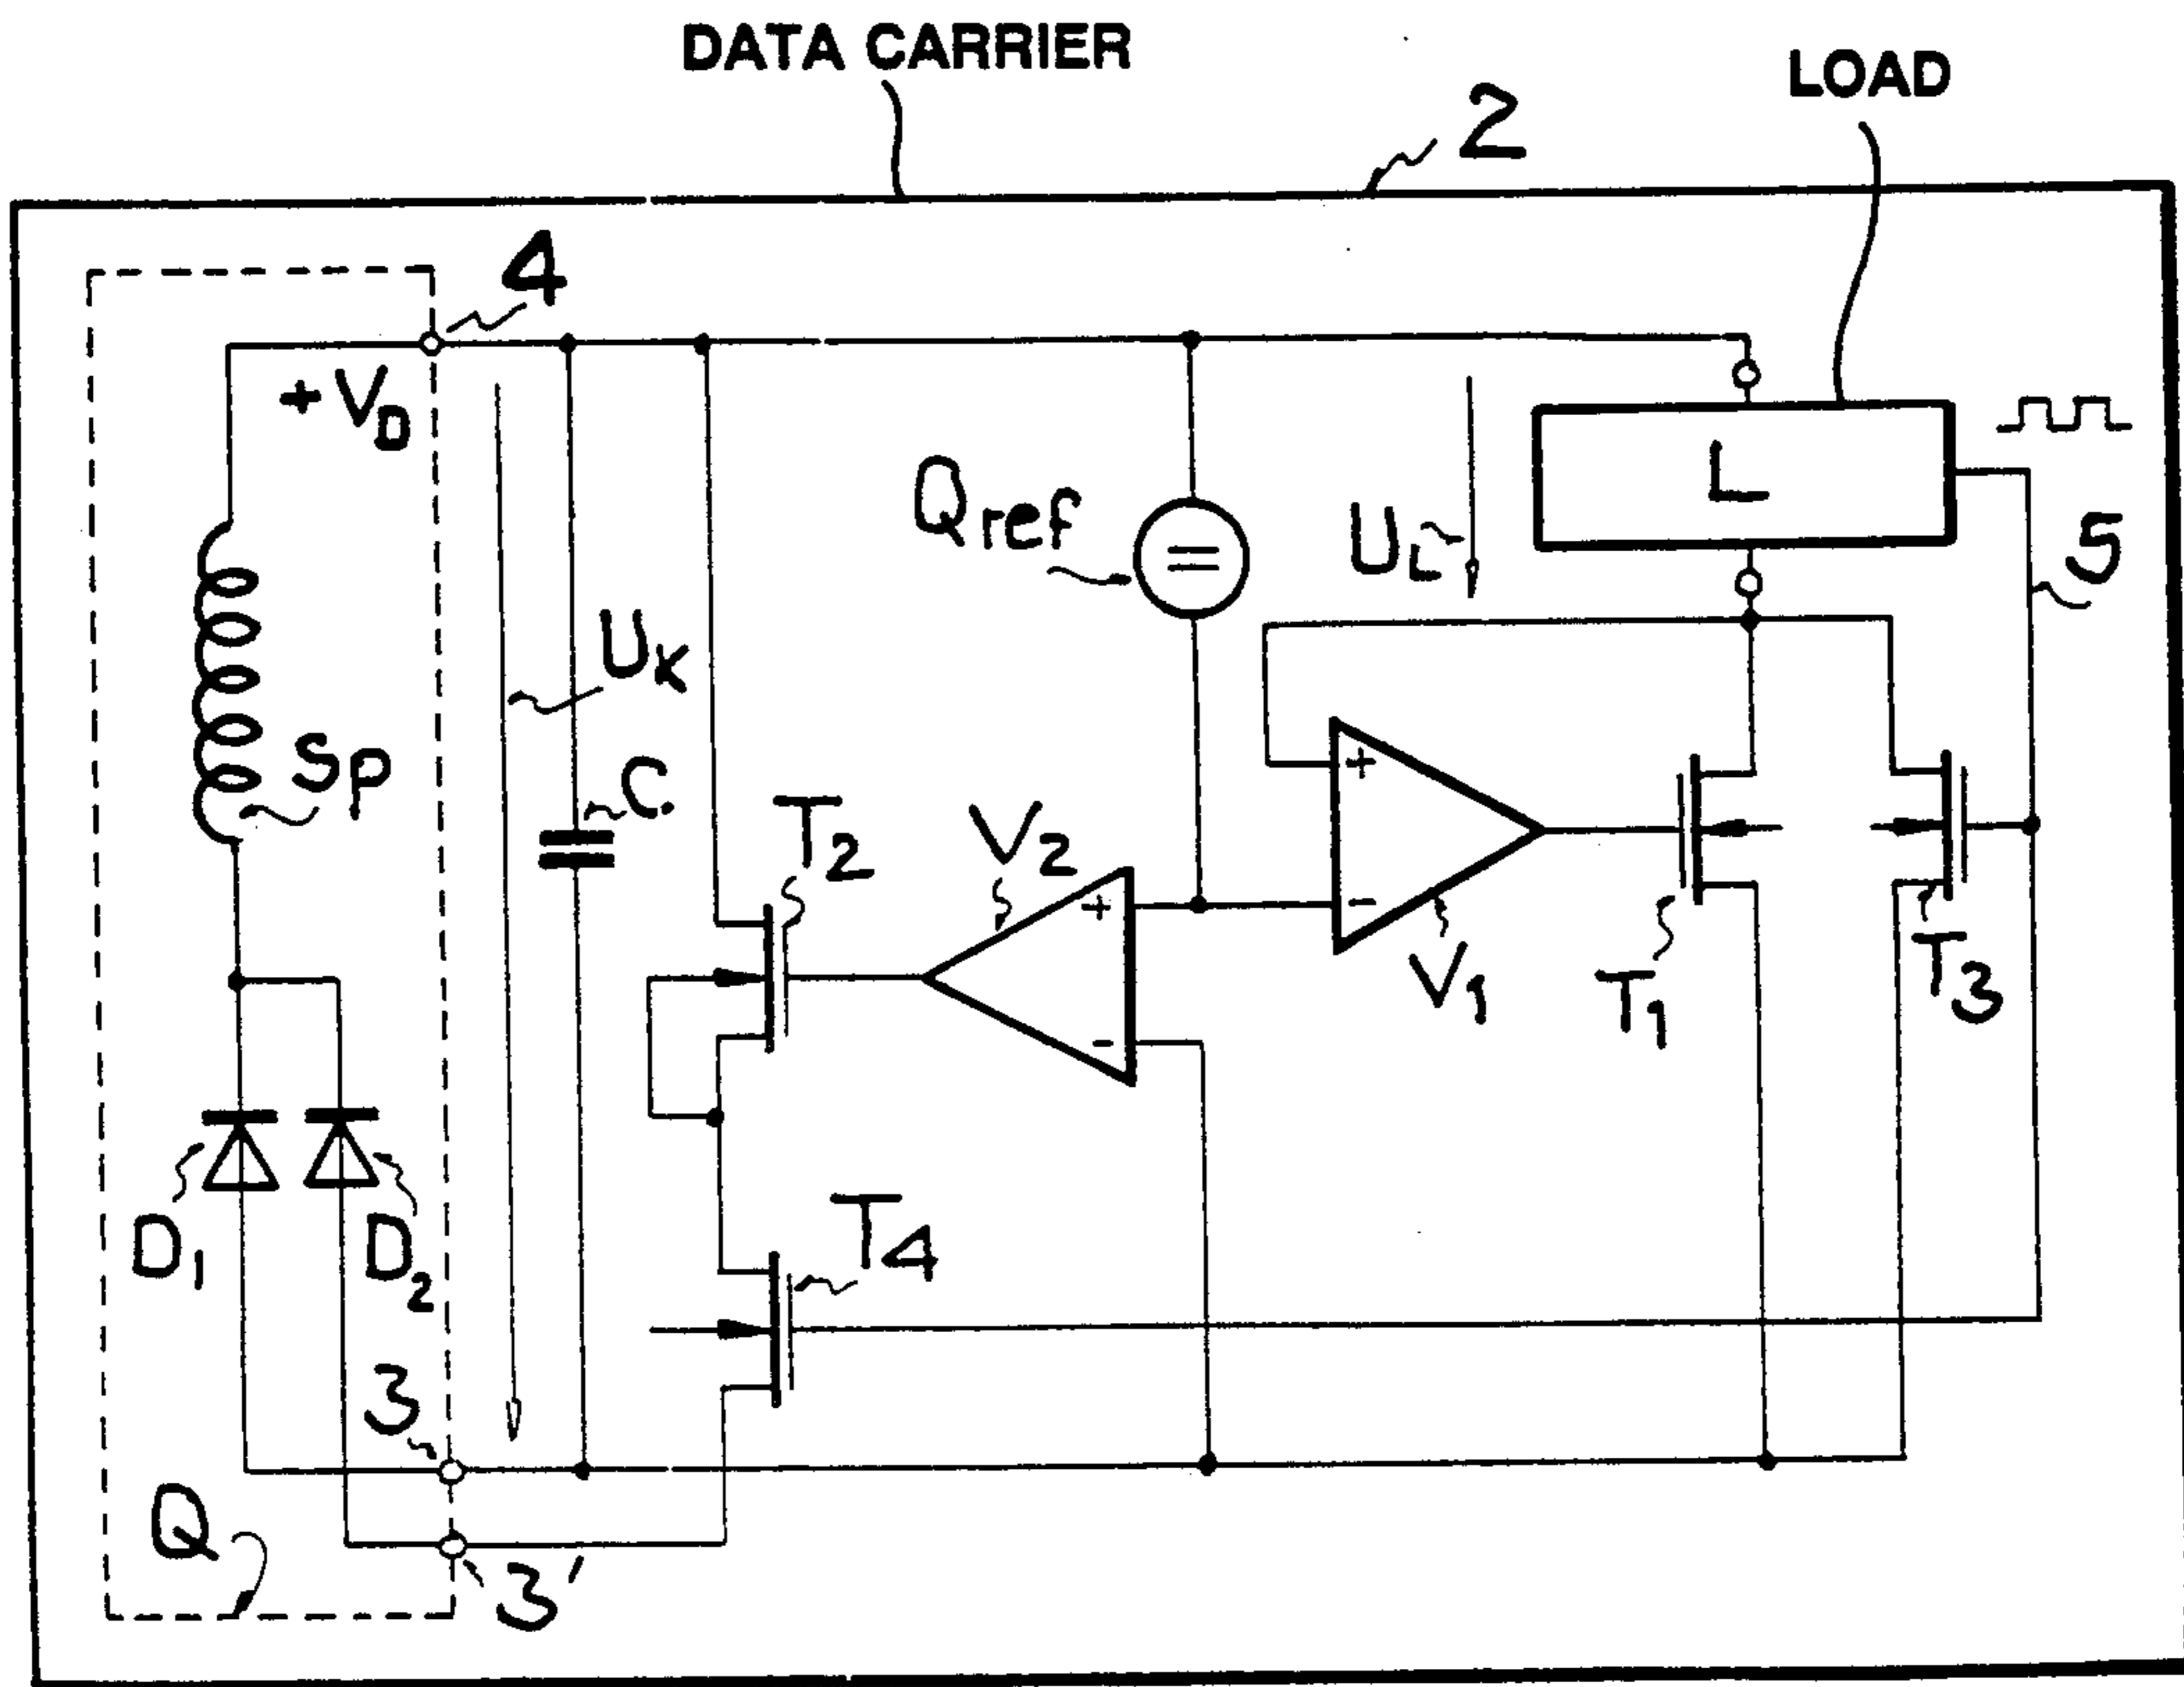 DATA CARRIER
LOAD
2
4
+VD
Qref
UL
L
5
UK
SP
C
T2
V2
+
-
+
-
V1
T1
T3
D1
D2
T4
3
Q
3'